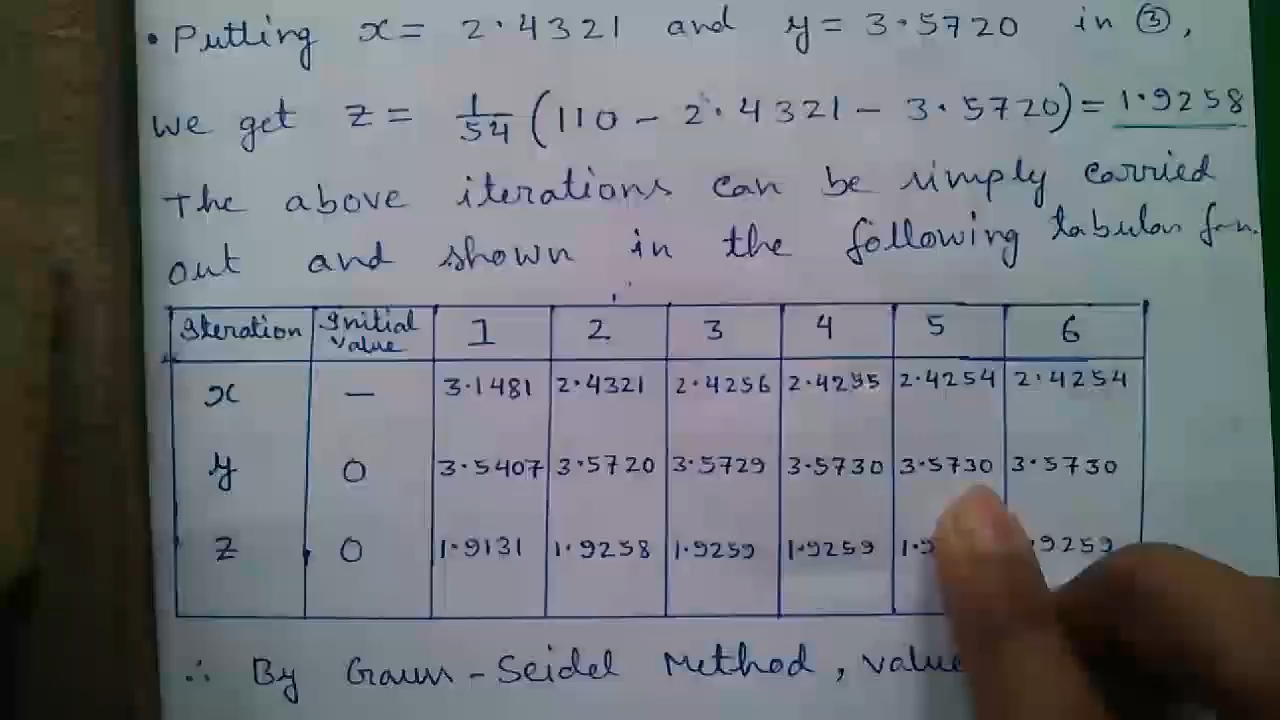 • Putting x = 2.4321 and y = 3.5720 in ③,
we get z = 1/54 (110 - 2.4321 - 3.5720) = 1.9258
The above iterations can be simply carried
out and shown in the following tabular
Iteration Initial Value 1 2 3 4 5 6
x — 3.1481 2.4321 2.4256 2.4255 2.4254 2.4254
y 0 3.5407 3.5720 3.5729 3.5730 3.5730 3.5730
z 0 1.9131 1.9258 1.9259 1.9259
∴ By Gauss-Seidel Method, value